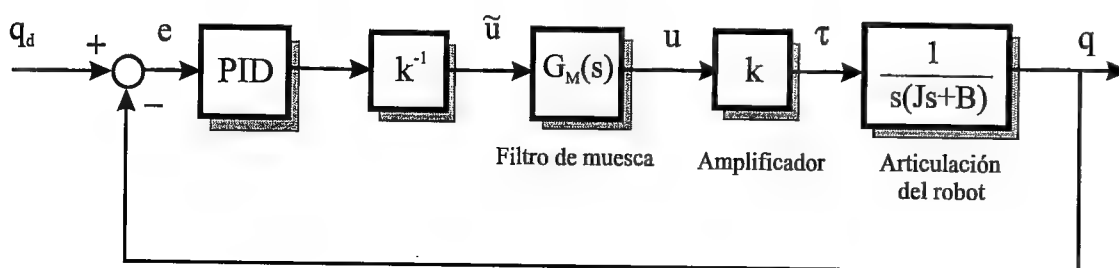 q_d
+
−
e
PID
k⁻¹
ũ
G_M(s)
Filtro de muesca
u
k
Amplificador
τ
1
s(Js+B)
Articulación
del robot
q